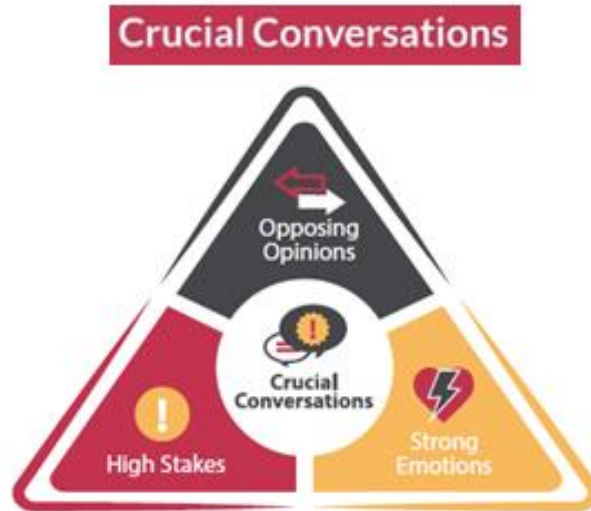 Crucial Conversations
Opposing
Opinions
Crucial
Conversations
High Stakes
Strong
Emotions